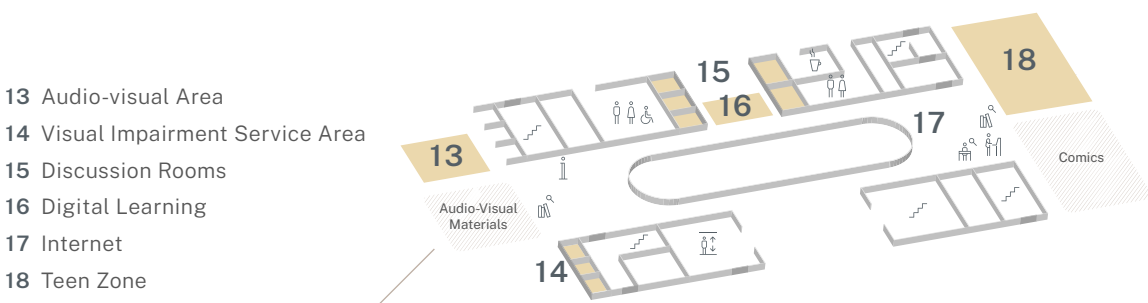 13 Audio-visual Area
14 Visual Impairment Service Area
15 Discussion Rooms
16 Digital Learning
17 Internet
18 Teen Zone
15
18
16
17
13
Comics
Audio-Visual
Materials
14